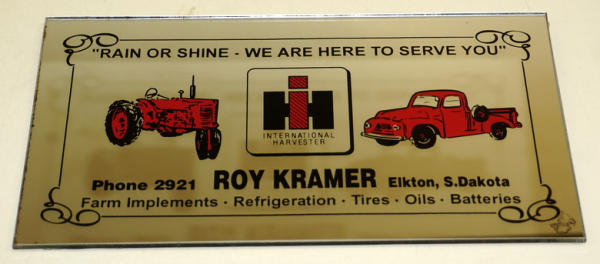 "RAIN OR SHINE - WE ARE HERE TO SERVE YOU"
IH
INTERNATIONAL
HARVESTER
Phone 2921 ROY KRAMER Elkton, S.Dakota
Farm Implements · Refrigeration · Tires · Oils · Batteries